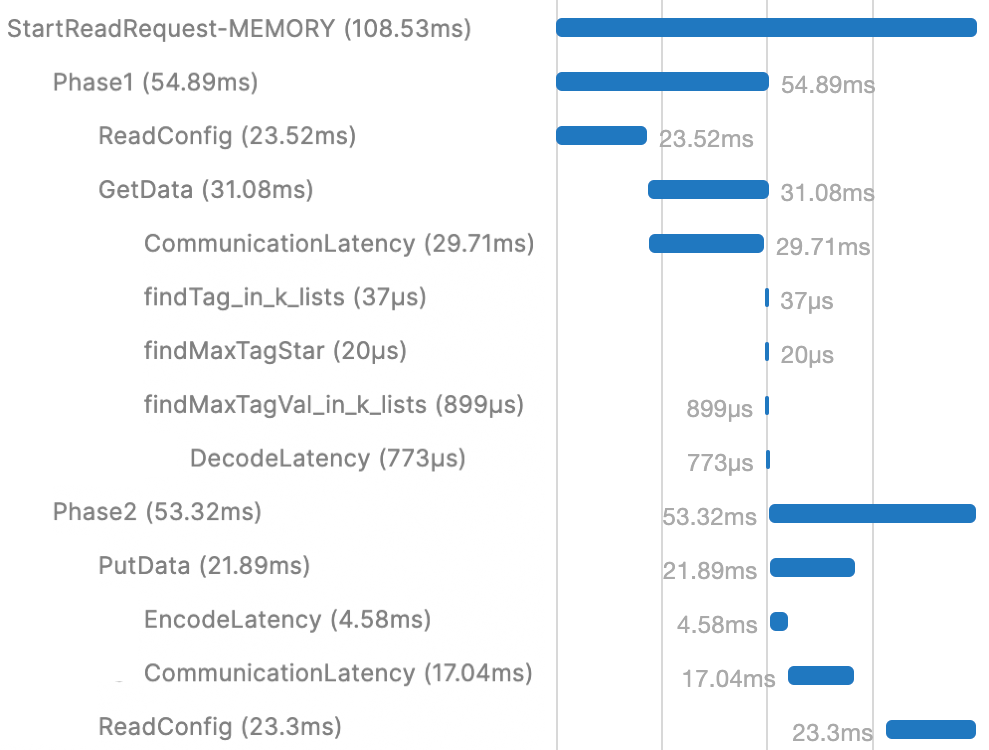 StartReadRequest-MEMORY (108.53ms)
Phase1 (54.89ms) 54.89ms
ReadConfig (23.52ms) 23.52ms
GetData (31.08ms) 31.08ms
CommunicationLatency (29.71ms) 29.71ms
findTag_in_k_lists (37µs) 37µs
findMaxTagStar (20µs) 20µs
findMaxTagVal_in_k_lists (899µs) 899µs
DecodeLatency (773µs) 773µs
Phase2 (53.32ms) 53.32ms
PutData (21.89ms) 21.89ms
EncodeLatency (4.58ms) 4.58ms
CommunicationLatency (17.04ms) 17.04ms
ReadConfig (23.3ms) 23.3ms